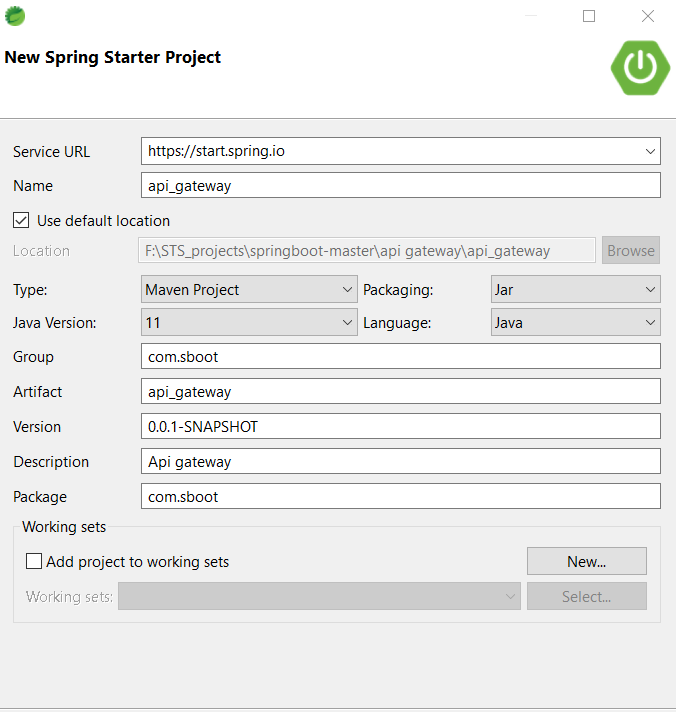 New Spring Starter Project
Service URL https://start.spring.io
Name api_gateway
Use default location
Location F:\STS_projects\springboot-master\api gateway\api_gateway Browse
Type: Maven Project Packaging: Jar
Java Version: 11 Language: Java
Group com.sboot
Artifact api_gateway
Version 0.0.1-SNAPSHOT
Description Api gateway
Package com.sboot
Working sets
Add project to working sets New...
Working sets: Select...